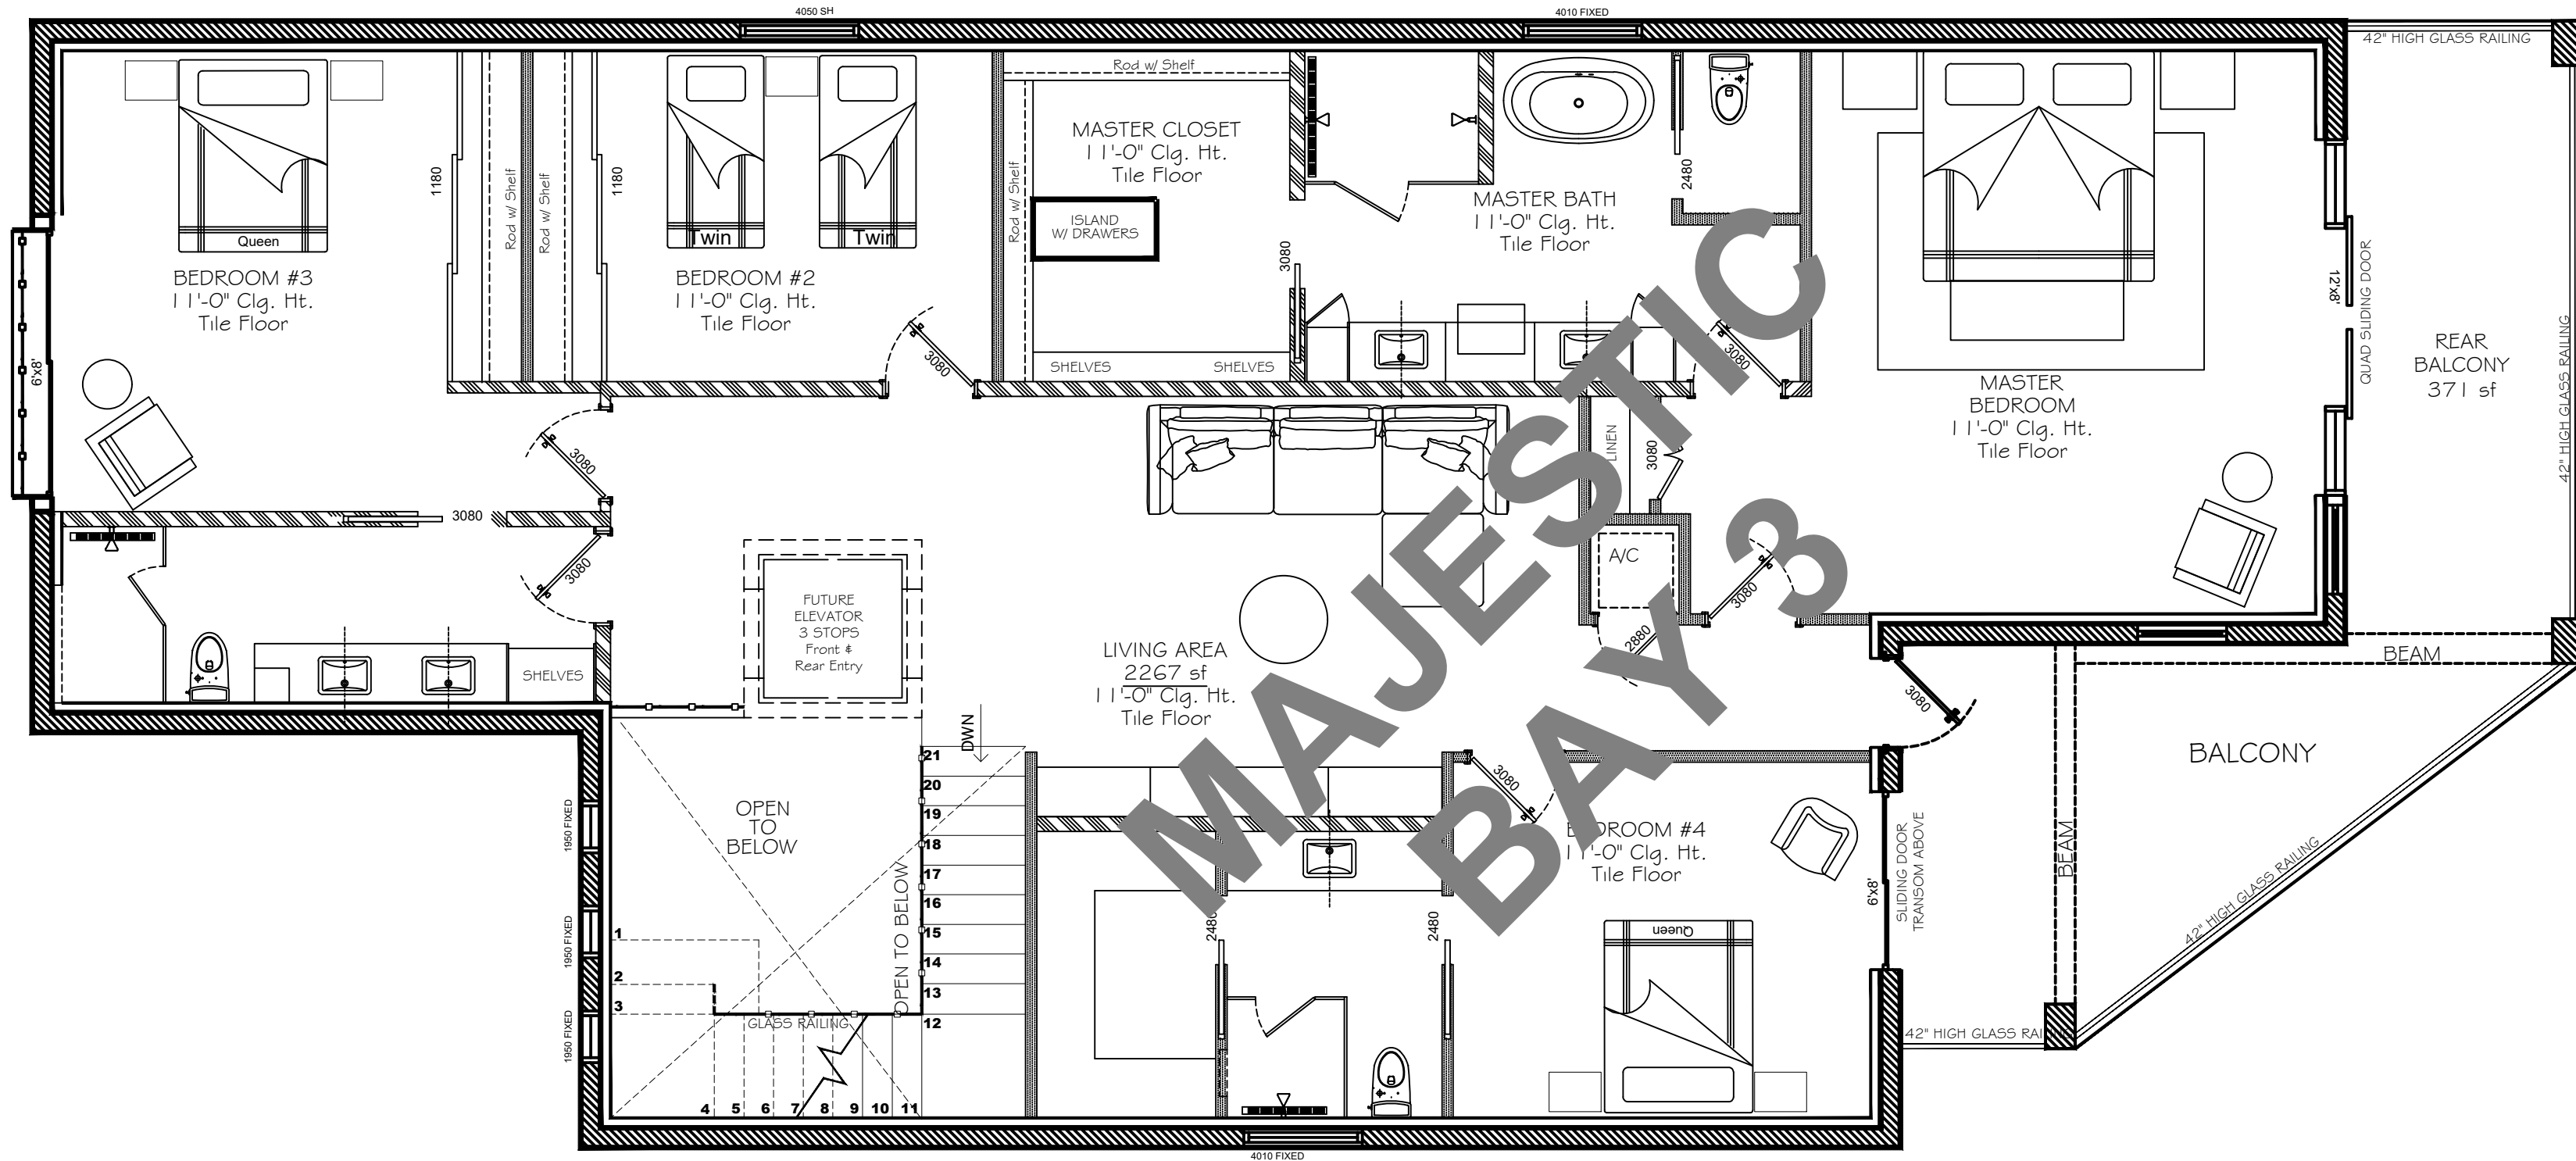 4050 SH
4010 FIXED
42" HIGH GLASS RAILING
Rod w/ Shelf
MASTER CLOSET
11'-0" Clg. Ht.
Tile Floor
1180
Rod w/ Shelf
Rod w/ Shelf
1180
Rod w/ Shelf
2480
Queen
Twin
Twin
ISLAND
W/ DRAWERS
MASTER BATH
11'-0" Clg. Ht.
Tile Floor
3080
BEDROOM #3
11'-0" Clg. Ht.
Tile Floor
BEDROOM #2
11'-0" Clg. Ht.
Tile Floor
12'x8'
QUAD SLIDING DOOR
REAR
BALCONY
371 sf
42" HIGH GLASS RAILING
6'x8'
3080
SHELVES
SHELVES
3080
MASTER
BEDROOM
11'-0" Clg. Ht.
Tile Floor
3080
LINEN
3080
3080
3080
A/C
3080
2880
FUTURE
ELEVATOR
3 STOPS
Front &
Rear Entry
SHELVES
LIVING AREA
2267 sf
11'-0" Clg. Ht.
Tile Floor
MAJESTIC
BAY 3
3080
BEAM
BALCONY
BEAM
42" HIGH GLASS RAILING
DWN
OPEN
TO
BELOW
OPEN TO BELOW
21
20
19
18
17
16
15
14
13
12
1950 FIXED
1950 FIXED
1950 FIXED
1
2
3
GLASS RAILING
4
5
6
7
8
9
10
11
3080
BEDROOM #4
11'-0" Clg. Ht.
Tile Floor
2480
2480
6'x8'
SLIDING DOOR
TRANSOM ABOVE
Queen
42" HIGH GLASS RAILING
4010 FIXED